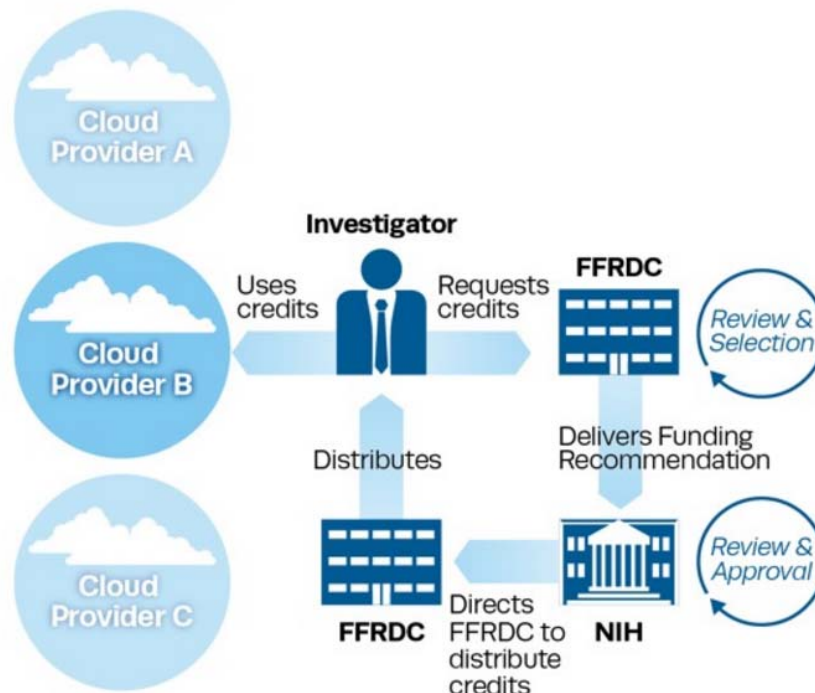 Cloud
Provider A
Investigator
Uses
credits
Requests
credits
FFRDC
Review &
Selection
Cloud
Provider B
Distributes
Delivers Funding
Recommendation
Cloud
Provider C
FFRDC
Directs
FFRDC to
distribute
credits
NIH
Review &
Approval